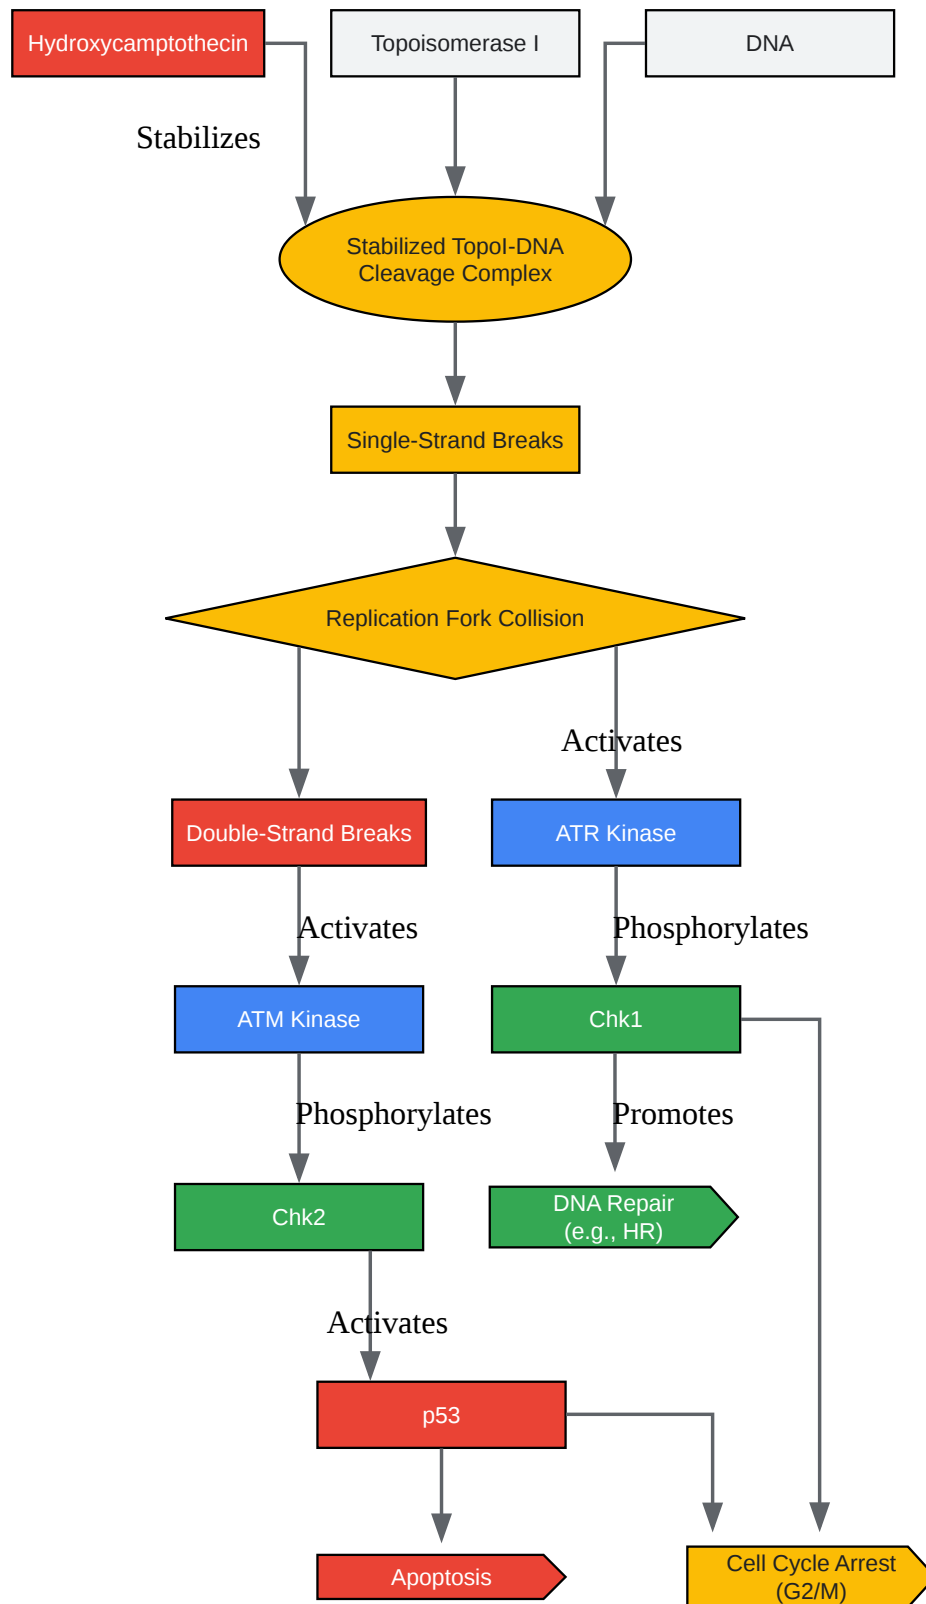 Hydroxycamptothecin
Topoisomerase I
DNA
Stabilizes
Stabilized TopoI-DNA
Cleavage Complex
Single-Strand Breaks
Replication Fork Collision
Activates
Double-Strand Breaks
ATR Kinase
Activates
Phosphorylates
ATM Kinase
Chk1
Phosphorylates
Promotes
Chk2
DNA Repair
(e.g., HR)
Activates
p53
Apoptosis
Cell Cycle Arrest
(G2/M)